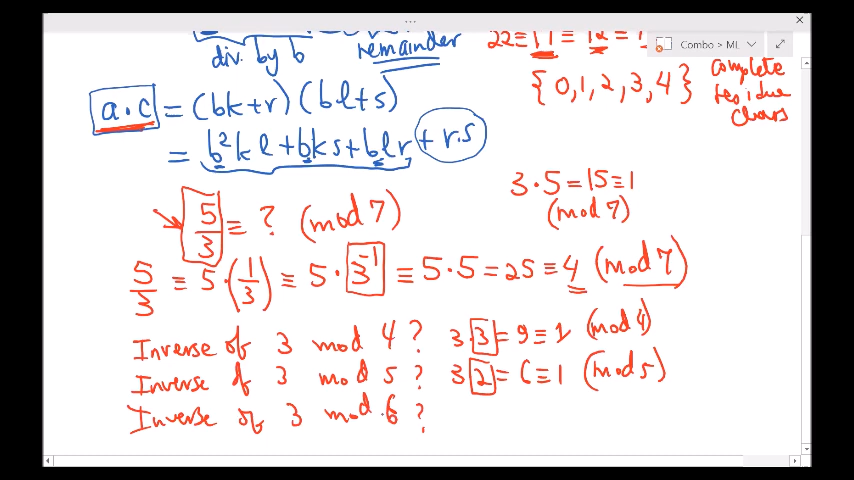 div. by b
remainder
22≡11≡
Combo > ML
{0,1,2,3,4}
complete
residue
class
a·c = (bk+r)(bl+s)
= b²kl+bks+blr + r.s
3·5=15≡1
(mod 7)
5/3 ≡ ? (mod 7)
5/3 ≡ 5·(1/3) ≡ 5·3⁻¹ ≡ 5·5=25≡4 (mod 7)
Inverse of 3 mod 4? 3·3=9≡1 (mod 4)
Inverse of 3 mod 5? 3 2=6≡1 (mod 5)
Inverse of 3 mod 6?